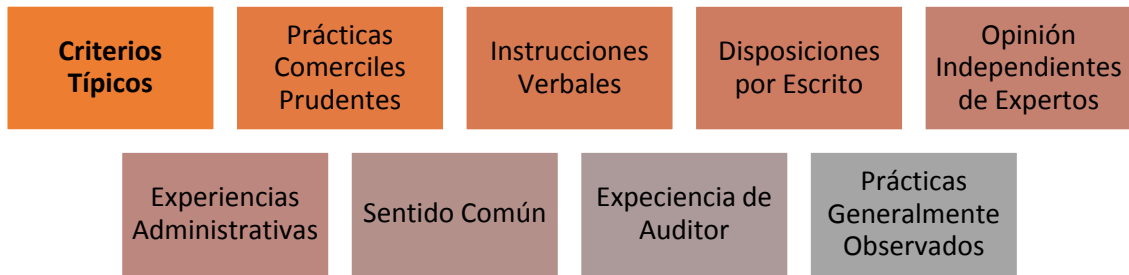 Criterios
Típicos
Prácticas
Comerciles
Prudentes
Instrucciones
Verbales
Disposiciones
por Escrito
Opinión
Independientes
de Expertos
Experiencias
Administrativas
Sentido Común
Expeciencia de
Auditor
Prácticas
Generalmente
Observados